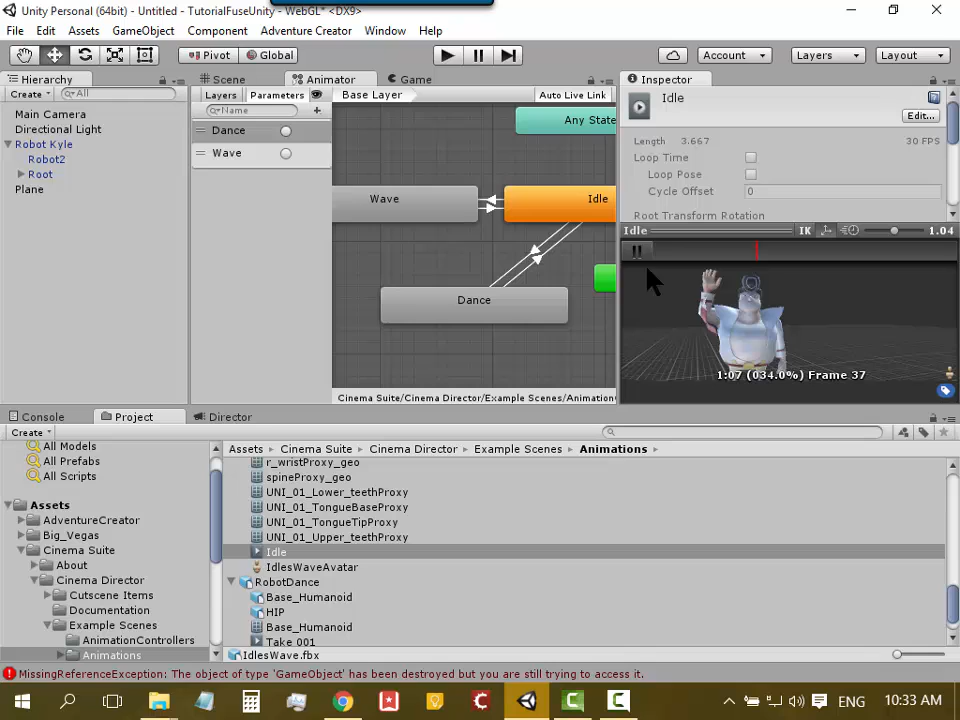 Unity Personal (64bit) - Untitled - TutorialFuseUnity - WebGL* <DX9>
File Edit Assets GameObject Component Adventure Creator Window Help
Pivot Global Account Layers Layout
Hierarchy Scene Animator Game Inspector
Create All
Layers Parameters Base Layer Auto Live Link
Name
Main Camera
Directional Light
Robot Kyle
Robot2
Root
Plane
Dance
Wave
Any State
Wave
Idle
Dance
Cinema Suite/Cinema Director/Example Scenes/Animation
Idle
Edit...
Length 3.667 30 FPS
Loop Time
Loop Pose
Cycle Offset 0
Root Transform Rotation
Idle IK 1.04
1:07 (034.0%) Frame 37
Console Project Director
Create
All Models
All Prefabs
All Scripts
Assets
AdventureCreator
Big_Vegas
Cinema Suite
About
Cinema Director
Cutscene Items
Documentation
Example Scenes
AnimationControllers
Animations
Assets Cinema Suite Cinema Director Example Scenes Animations
r_wristProxy_geo
spineProxy_geo
UNI_01_Lower_teethProxy
UNI_01_TongueBaseProxy
UNI_01_TongueTipProxy
UNI_01_Upper_teethProxy
Idle
IdlesWaveAvatar
RobotDance
Base_Humanoid
HIP
Base_Humanoid
Take 001
IdlesWave.fbx
MissingReferenceException: The object of type 'GameObject' has been destroyed but you are still trying to access it.
ENG 10:33 AM